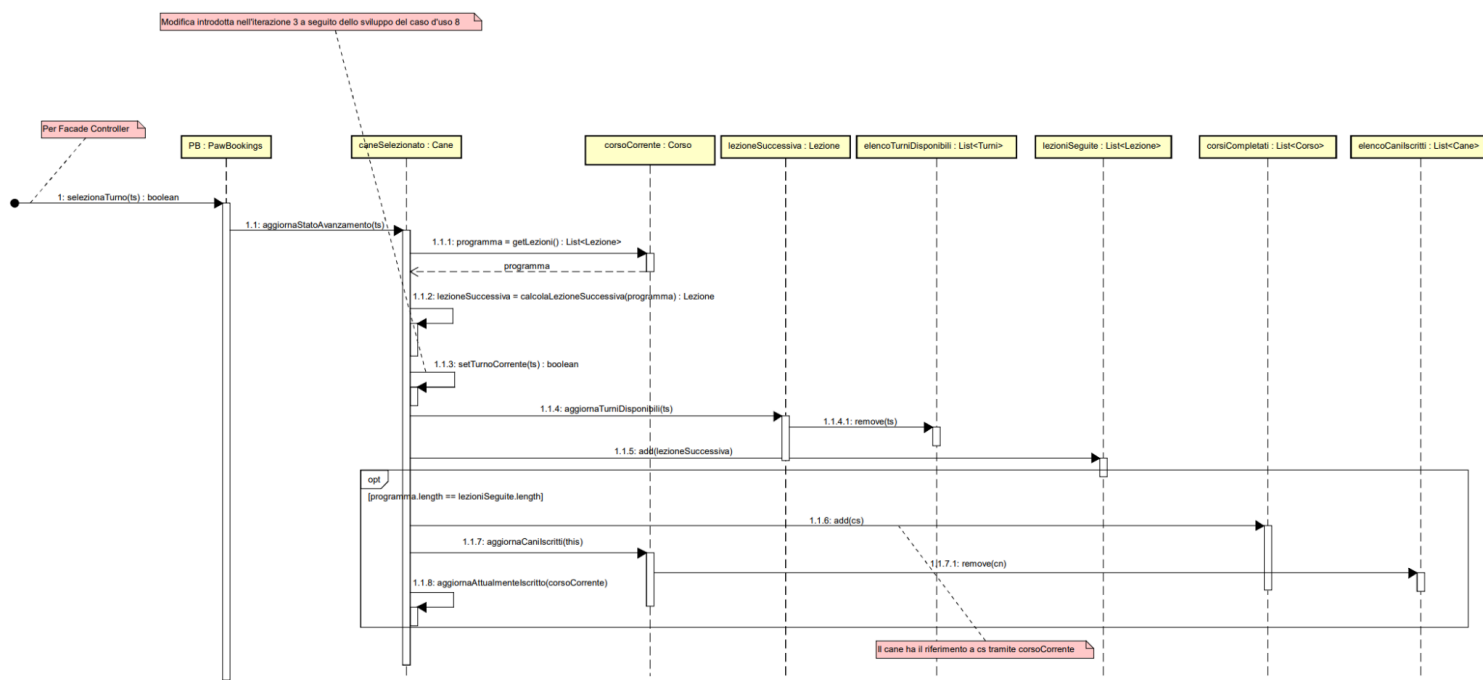 Modifica introdotta nell'iterazione 3 a seguito dello sviluppo del caso d'uso 8
Per Facade Controller
PB : PawBookings
caneSelezionato : Cane
corsoCorrente : Corso
lezioneSuccessiva : Lezione
elencoTurniDisponibili : List<Turni>
lezioniSeguite : List<Lezione>
corsiCompletati : List<Corso>
elencoCaniIscritti : List<Cane>
1: selezionaTurno(ts) : boolean
1.1: aggiornaStatoAvanzamento(ts)
1.1.1: programma = getLezioni() : List<Lezione>
programma
1.1.2: lezioneSuccessiva = calcolaLezioneSuccessiva(programma) : Lezione
1.1.3: setTurnoCorrente(ts) : boolean
1.1.4: aggiornaTurniDisponibili(ts)
1.1.4.1: remove(ts)
1.1.5: add(lezioneSuccessiva)
opt
[programma.length == lezioniSeguite.length]
1.1.6: add(cs)
1.1.7: aggiornaCaniIscritti(this)
1.1.7.1: remove(cn)
1.1.8: aggiornaAttualmenteIscritto(corsoCorrente)
Il cane ha il riferimento a cs tramite corsoCorrente